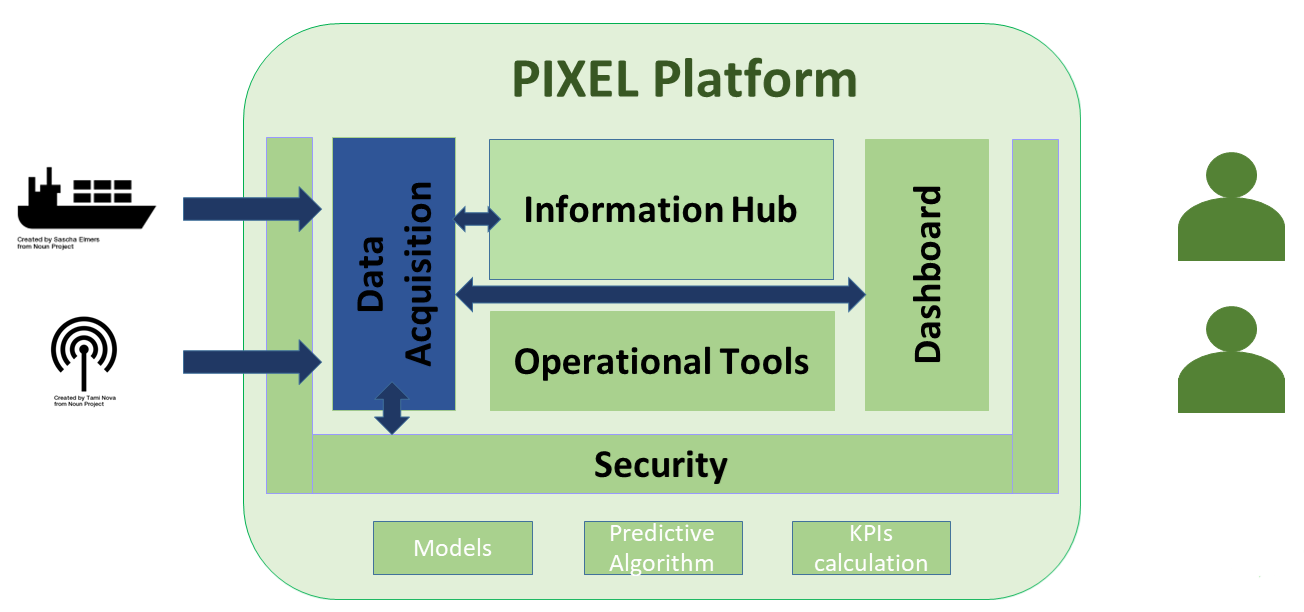 PIXEL Platform
Created by Sascha Elmers
from Noun Project
Created by Tami Nova
from Noun Project
Data
Acquisition
Information Hub
Operational Tools
Dashboard
Security
Models
Predictive
Algorithm
KPIs
calculation